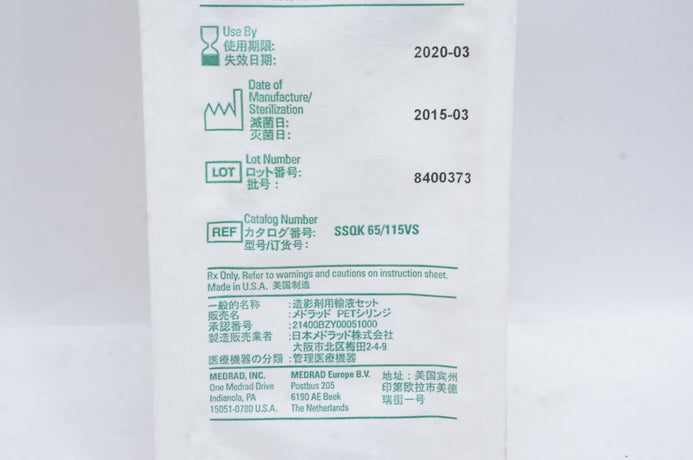 Use By
使用期限:
失效日期:
2020-03
Date of
Manufacture/
Sterilization
滅菌日:
灭菌日:
2015-03
LOT
Lot Number
ロット番号:
批号:
8400373
REF
Catalog Number
カタログ番号:
型号/订货号:
SSQK 65/115VS
Rx Only. Refer to warnings and cautions on instruction sheet.
Made in U.S.A. 美国制造
一般的名称 :造影剤用輸液セット
販売名 :メドラッド PETシリンジ
承認番号 :21400BZY00051000
製造販売業者 :日本メドラッド株式会社
大阪市北区梅田2-4-9
医療機器の分類 :管理医療機器
MEDRAD, INC.
One Medrad Drive
Indianola, PA
15051-0780 U.S.A.
MEDRAD Europe B.V.
Postbus 205
6190 AE Beek
The Netherlands
地址:美国宾州
印第欧拉市美德
瑞街一号